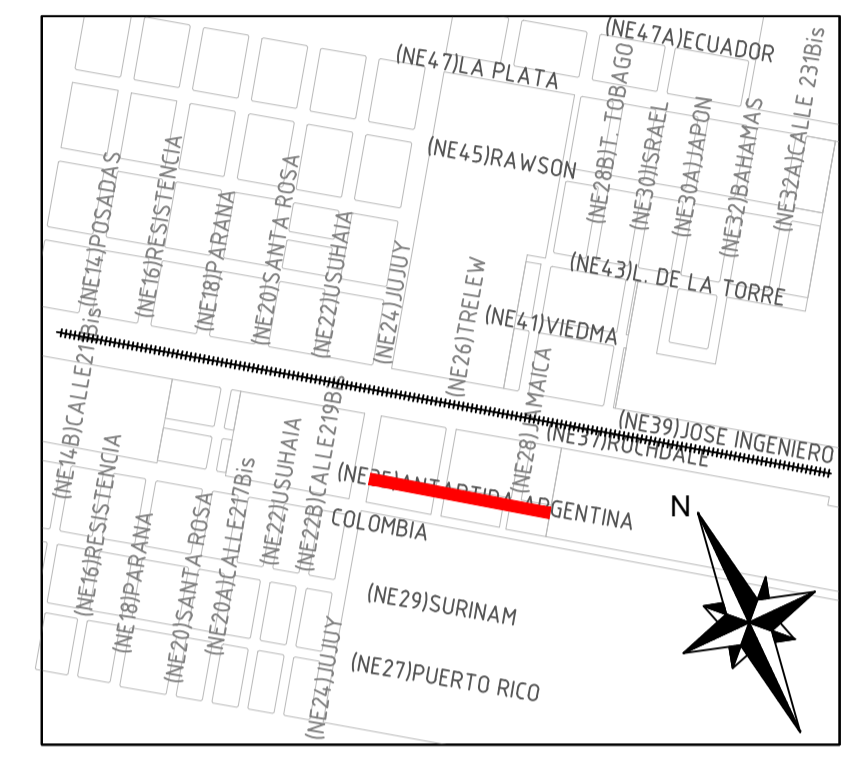 (NE47A)ECUADOR
(NE47)LA PLATA
(NE45)RAWSON
(NE28B)T. TOBAGO
(NE30)ISRAEL
(NE30A)JAPON
(NE32)BAHAMAS
(NE32A)CALLE 231Bis
(NE14)POSADAS
(NE16)RESISTENCIA
(NE18)PARANA
(NE20)SANTA ROSA
(NE22)USUHAIA
(NE24)JUJUY
(NE26)TRELEW
(NE43)L. DE LA TORRE
(NE41)VIEDMA
(NE28)JAMAICA
(NE39)JOSE INGENIERO
(NE37)ROCHDALE
(NE35)ANTARTIDA ARGENTINA
COLOMBIA
(NE14B)CALLE215Bis
(NE16)RESISTENCIA
(NE18)PARANA
(NE20)SANTA ROSA
(NE20A)CALLE217Bis
(NE22)USUHAIA
(NE22B)CALLE219Bis
(NE24)JUJUY
(NE29)SURINAM
(NE27)PUERTO RICO
N